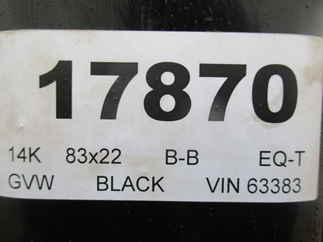 17870
14K 83x22 B-B EQ-T
GVW BLACK VIN 63383